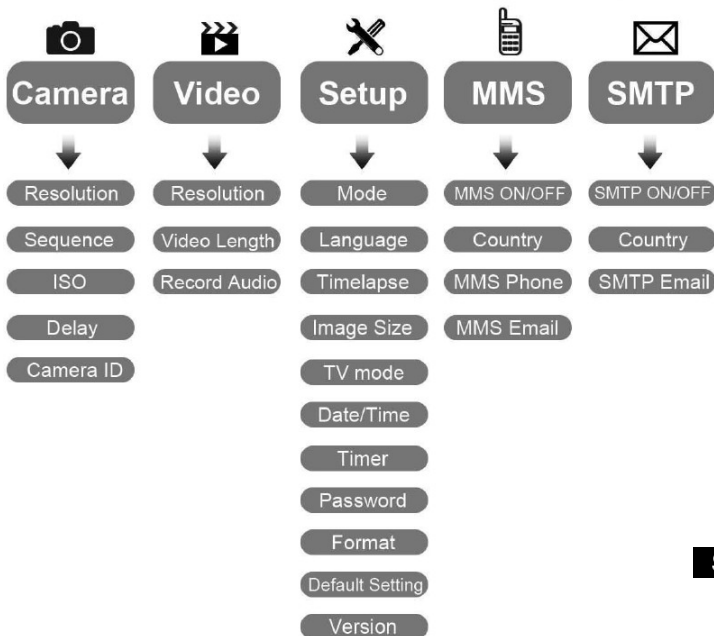 Camera
Resolution
Sequence
ISO
Delay
Camera ID
Video
Resolution
Video Length
Record Audio
Setup
Mode
Language
Timelapse
Image Size
TV mode
Date/Time
Timer
Password
Format
Default Setting
Version
MMS
MMS ON/OFF
Country
MMS Phone
MMS Email
SMTP
SMTP ON/OFF
Country
SMTP Email